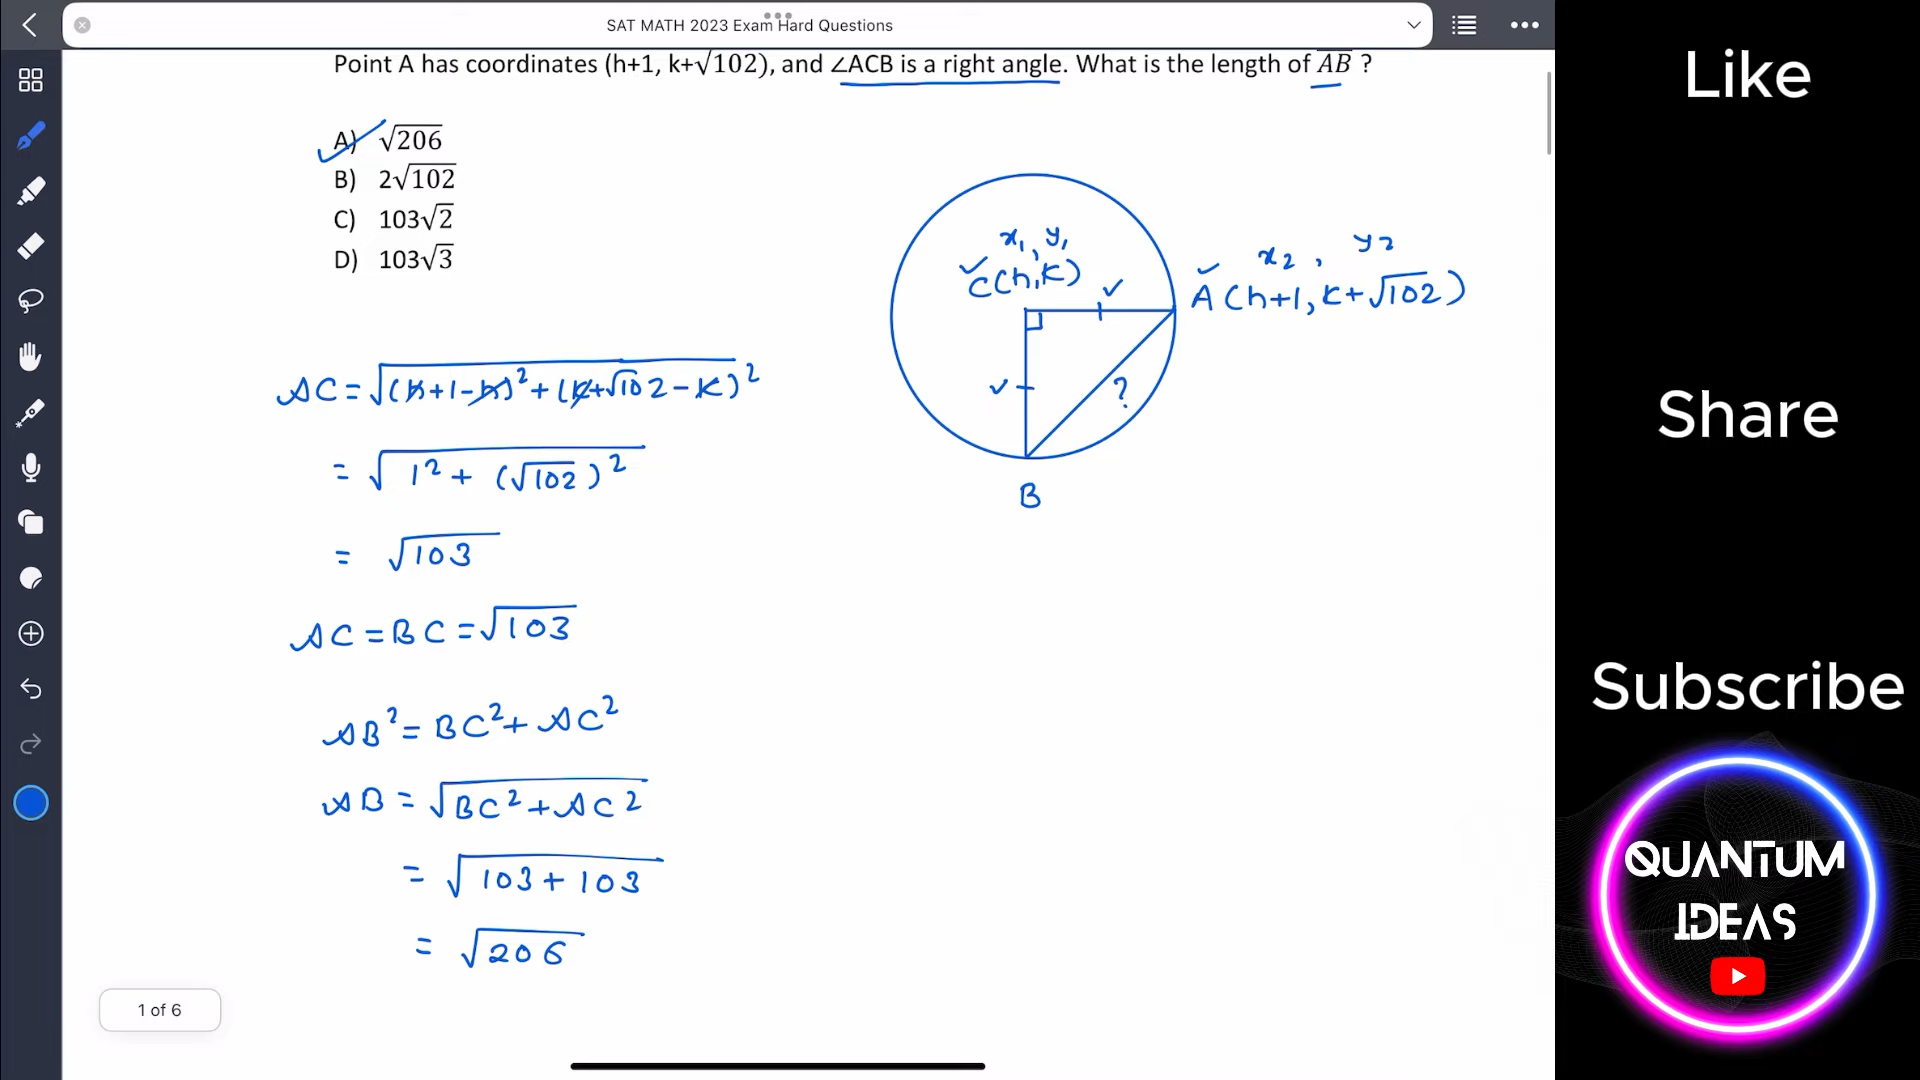 SAT MATH 2023 Exam Hard Questions
Point A has coordinates (h+1, k+√102), and ∠ACB is a right angle. What is the length of AB ?
A) √206
B) 2√102
C) 103√2
D) 103√3
x₁, y₁
C(h,k)
x₂, y₂
A(h+1, k+√102)
?
B
AC = √(h+1-h)² + (k+√102-k)²
= √1² + (√102)²
= √103
AC = BC = √103
AB² = BC² + AC²
AB = √BC² + AC²
= √103 + 103
= √206
1 of 6
Like
Share
Subscribe
QUANTUM
IDEAS